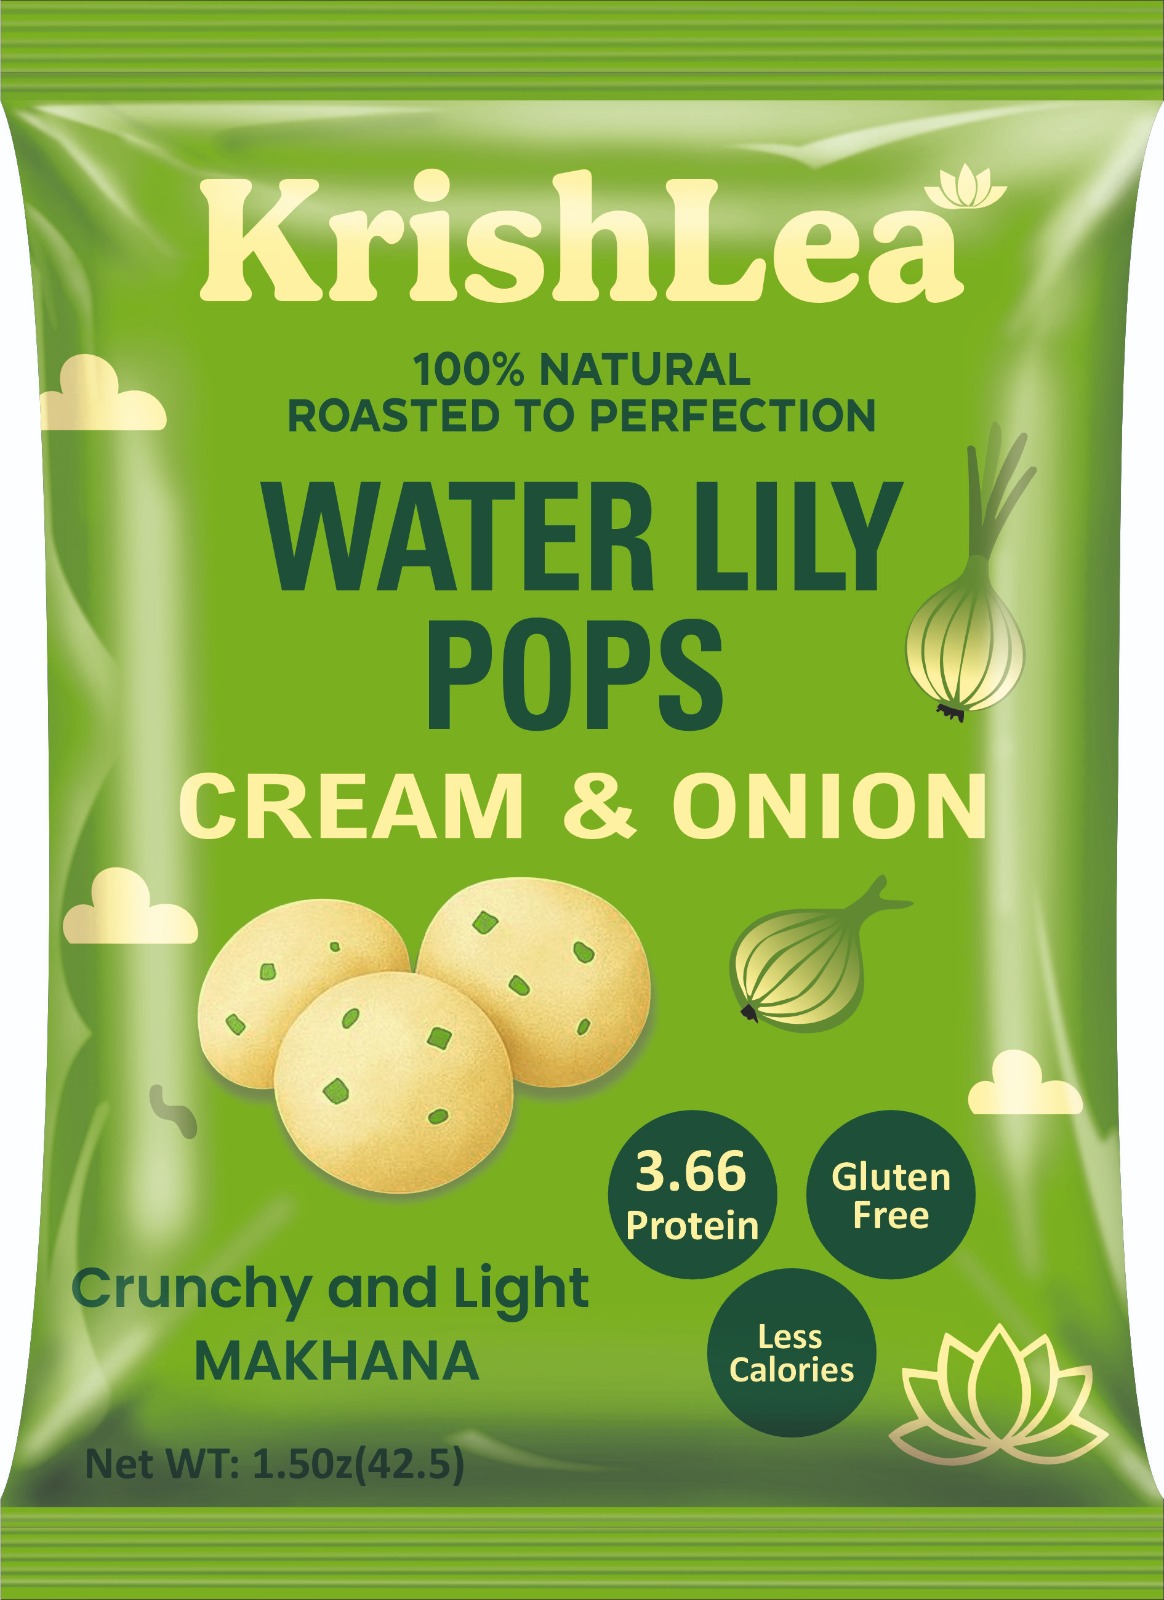 KrishLea
100% NATURAL
ROASTED TO PERFECTION
WATER LILY
POPS
CREAM & ONION
3.66
Protein
Gluten
Free
Less
Calories
Crunchy and Light
MAKHANA
Net WT: 1.50z(42.5)